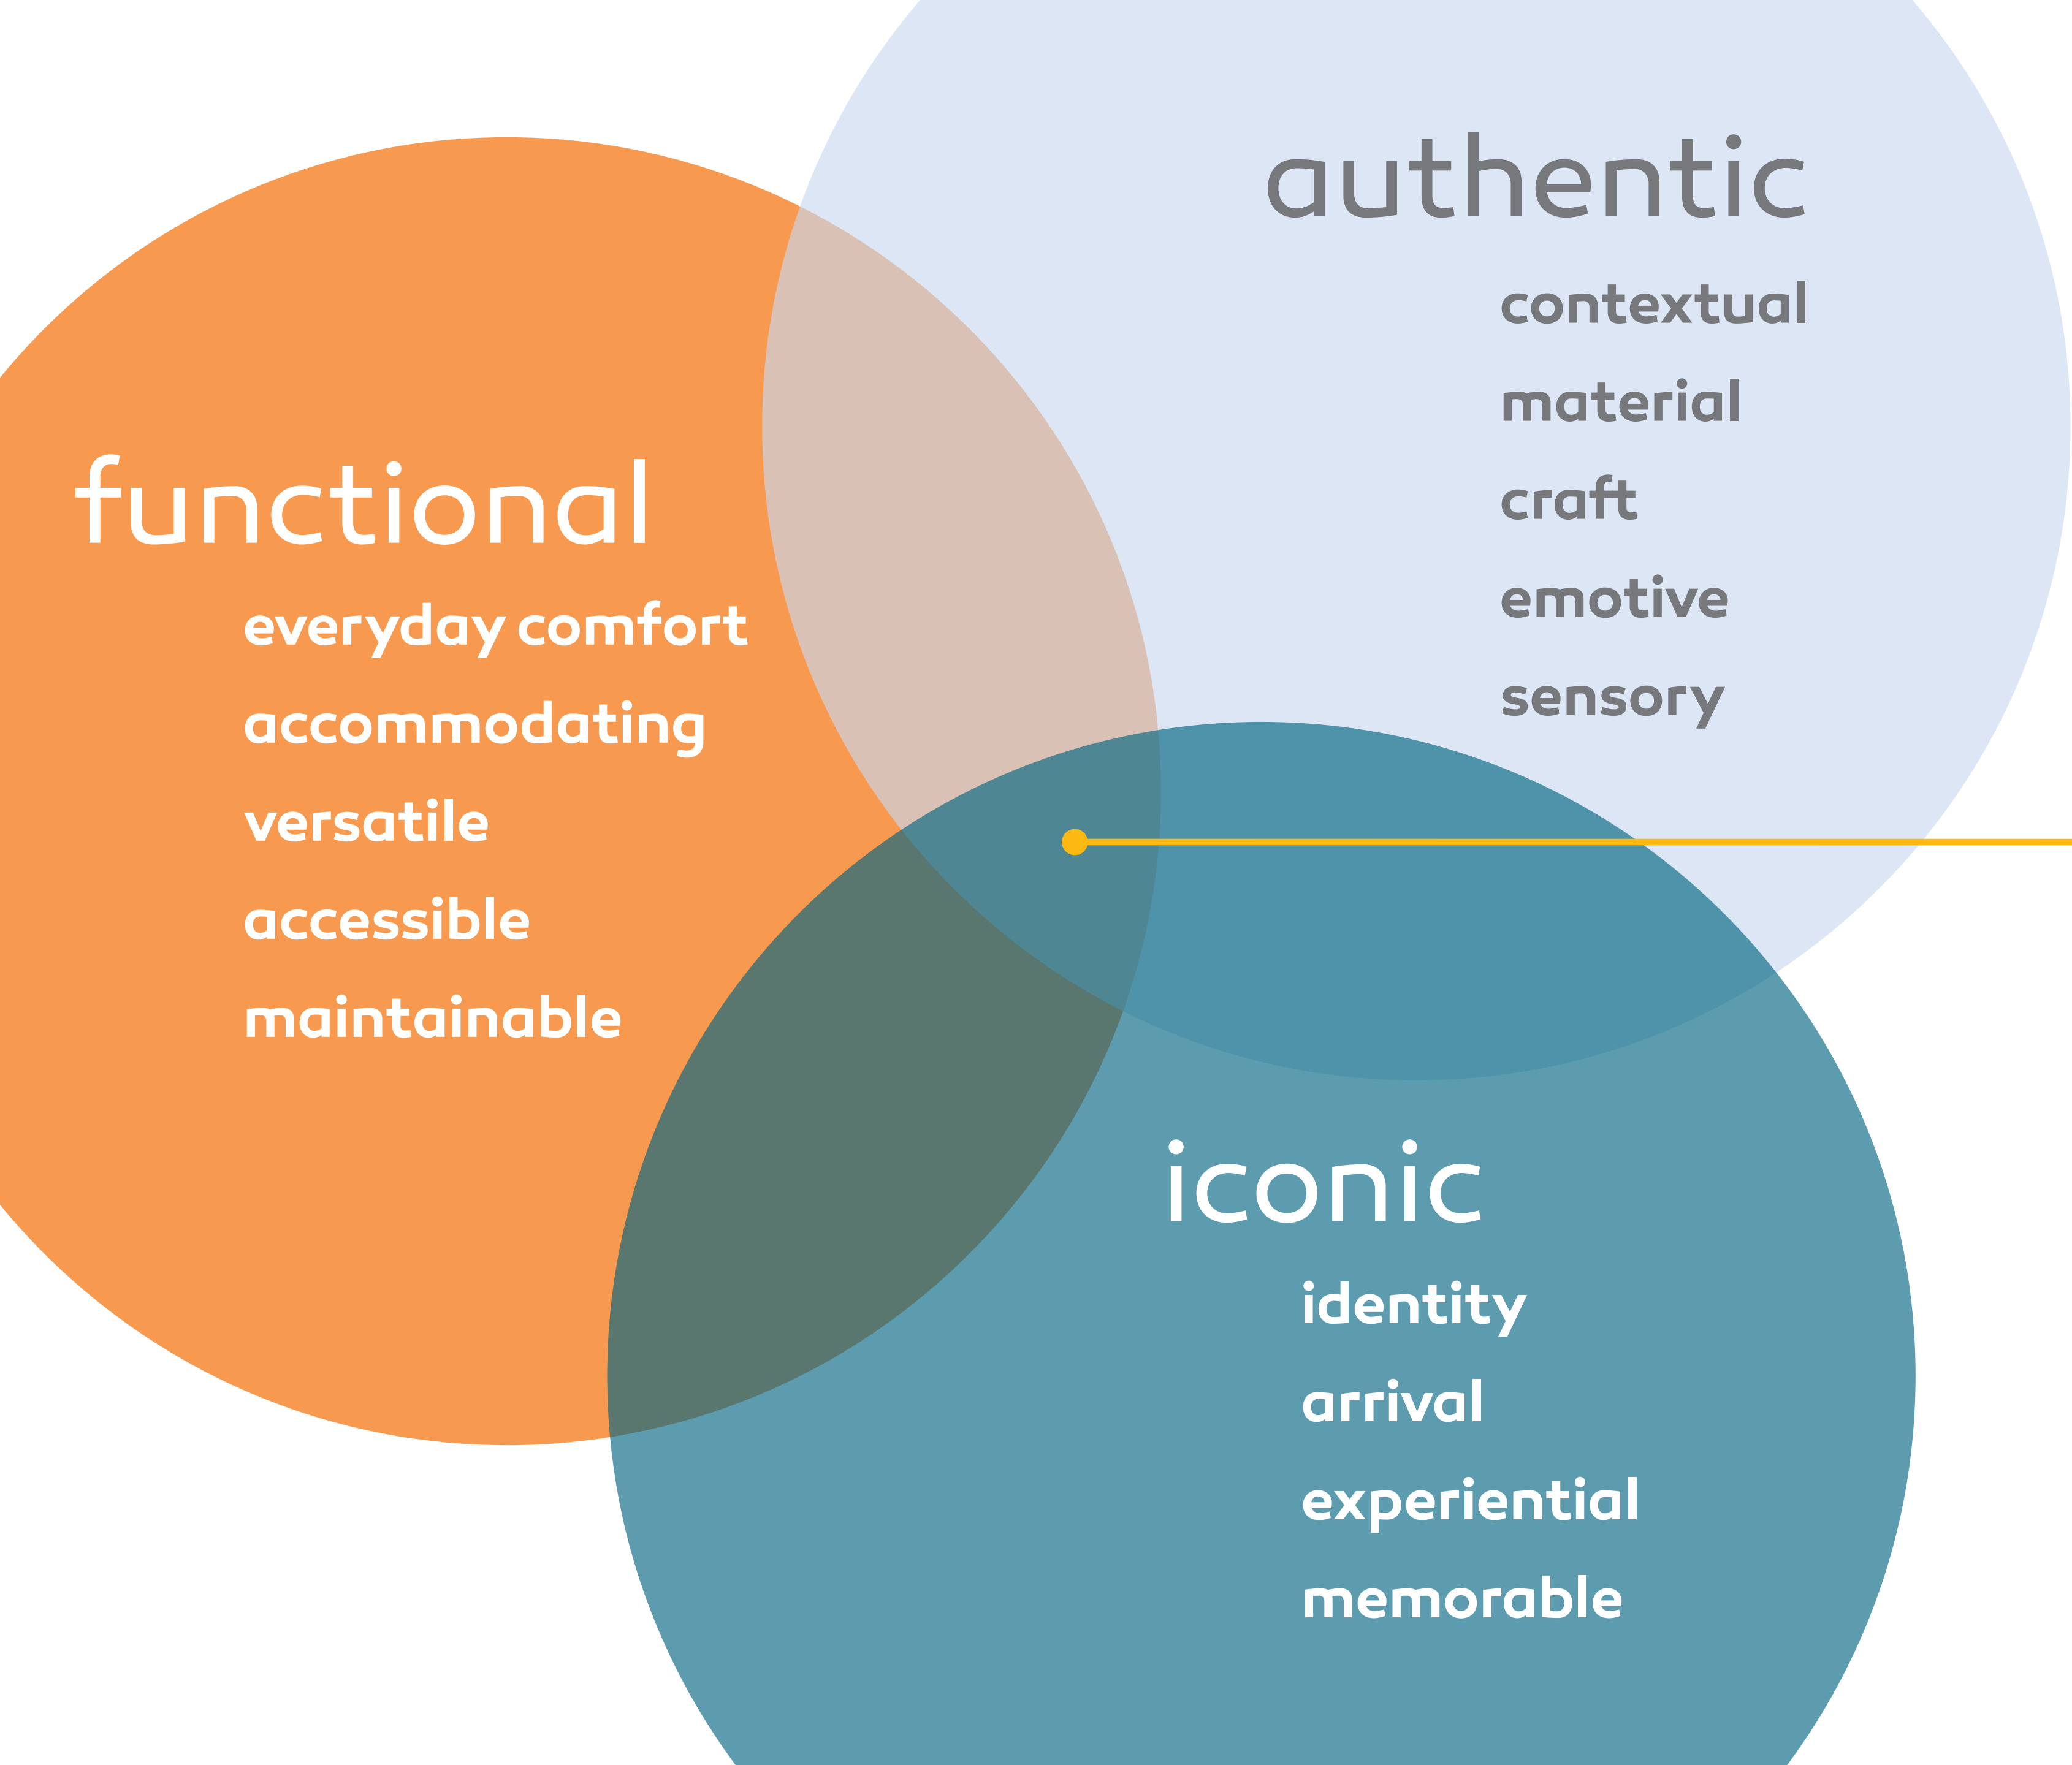 authentic
contextual
material
craft
emotive
sensory
functional
everyday comfort
accommodating
versatile
accessible
maintainable
iconic
identity
arrival
experiential
memorable